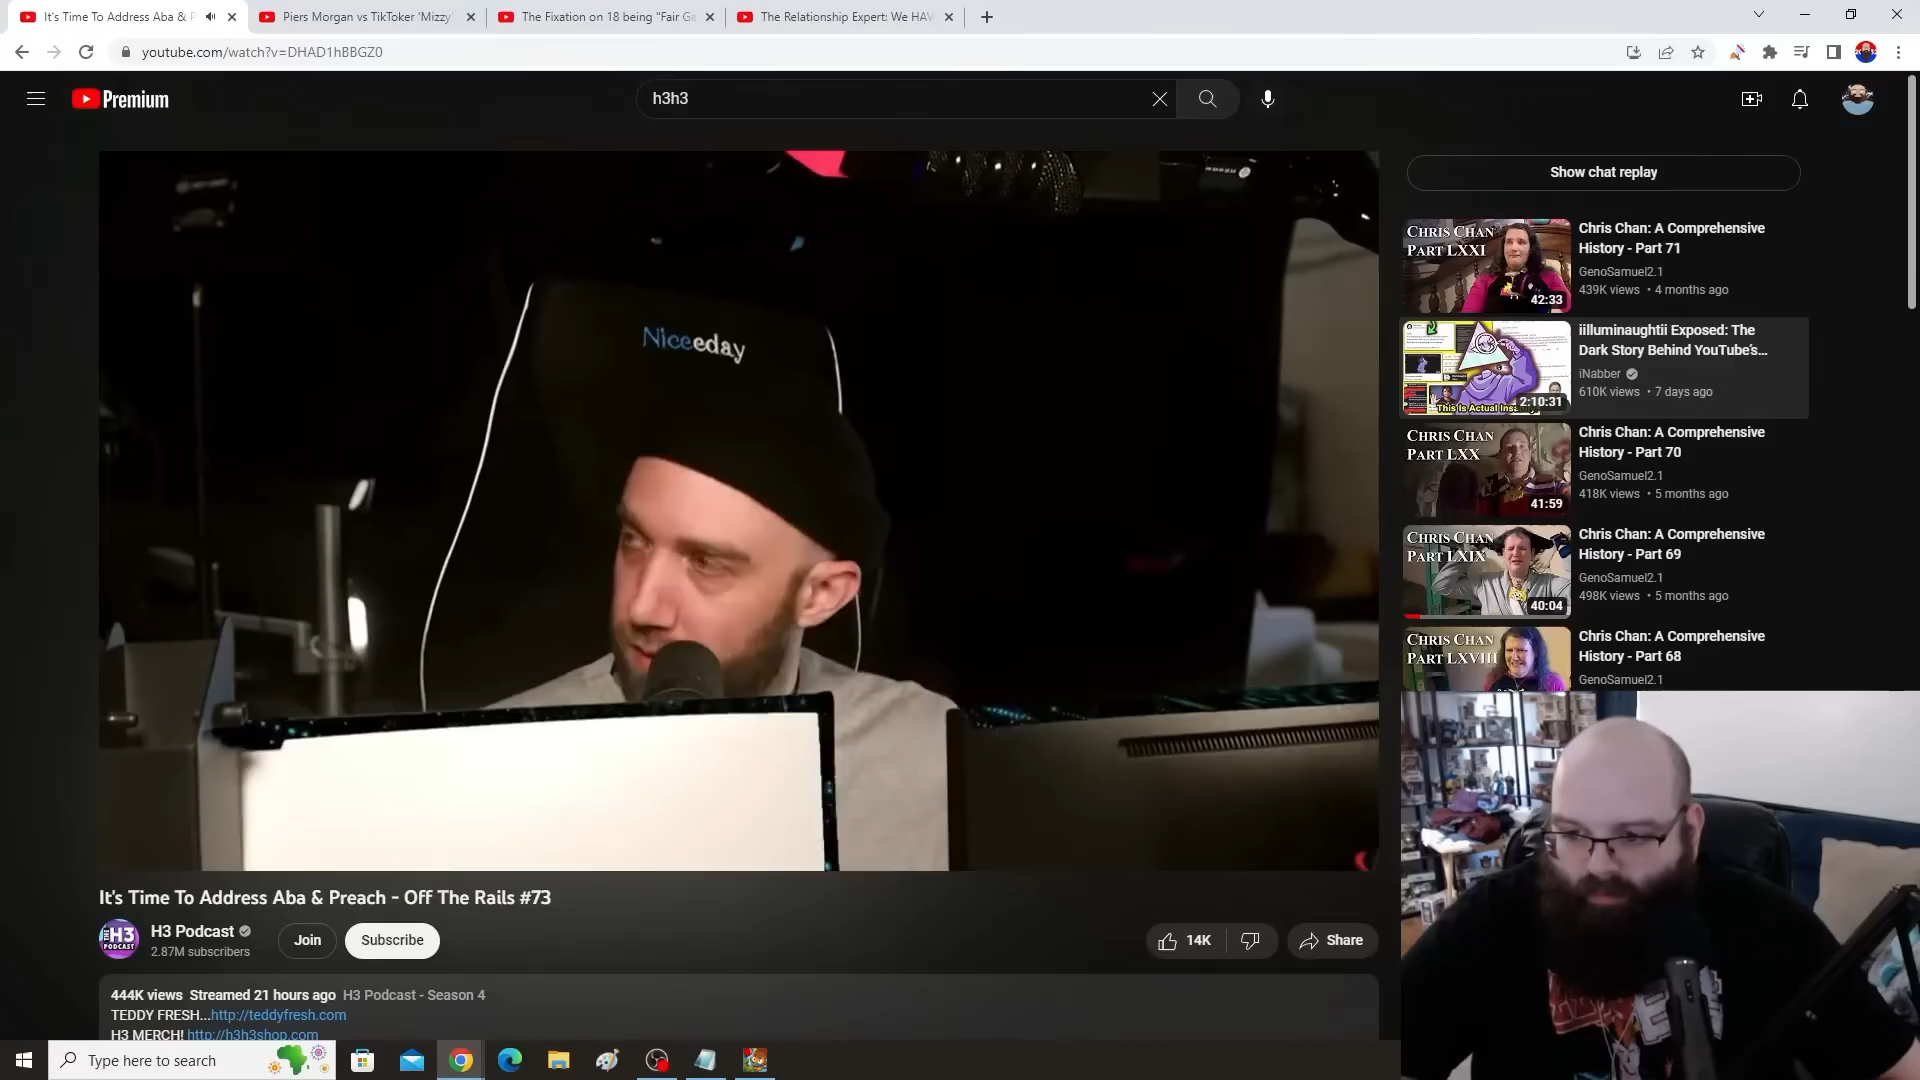 It's Time To Address Aba & P
Piers Morgan vs TikToker 'Mizzy'
The Fixation on 18 being "Fair Ga
The Relationship Expert: We HAV
youtube.com/watch?v=DHAD1hBBGZ0
Premium
h3h3
Show chat replay
Niceeday
CHRIS CHAN
PART LXXI
42:33
Chris Chan: A Comprehensive
History - Part 71
GenoSamuel2.1
439K views • 4 months ago
This Is Actual Ins
2:10:31
iilluminaughtii Exposed: The
Dark Story Behind YouTube's...
iNabber
610K views • 7 days ago
CHRIS CHAN
PART LXX
41:59
Chris Chan: A Comprehensive
History - Part 70
GenoSamuel2.1
418K views • 5 months ago
CHRIS CHAN
PART LXIX
40:04
Chris Chan: A Comprehensive
History - Part 69
GenoSamuel2.1
498K views • 5 months ago
CHRIS CHAN
PART LXVIII
Chris Chan: A Comprehensive
History - Part 68
GenoSamuel2.1
It's Time To Address Aba & Preach - Off The Rails #73
THE H3 PODCAST
H3 Podcast
2.87M subscribers
Join
Subscribe
14K
Share
444K views Streamed 21 hours ago H3 Podcast - Season 4
TEDDY FRESH...http://teddyfresh.com
H3 MERCH! http://h3h3shop.com
Type here to search